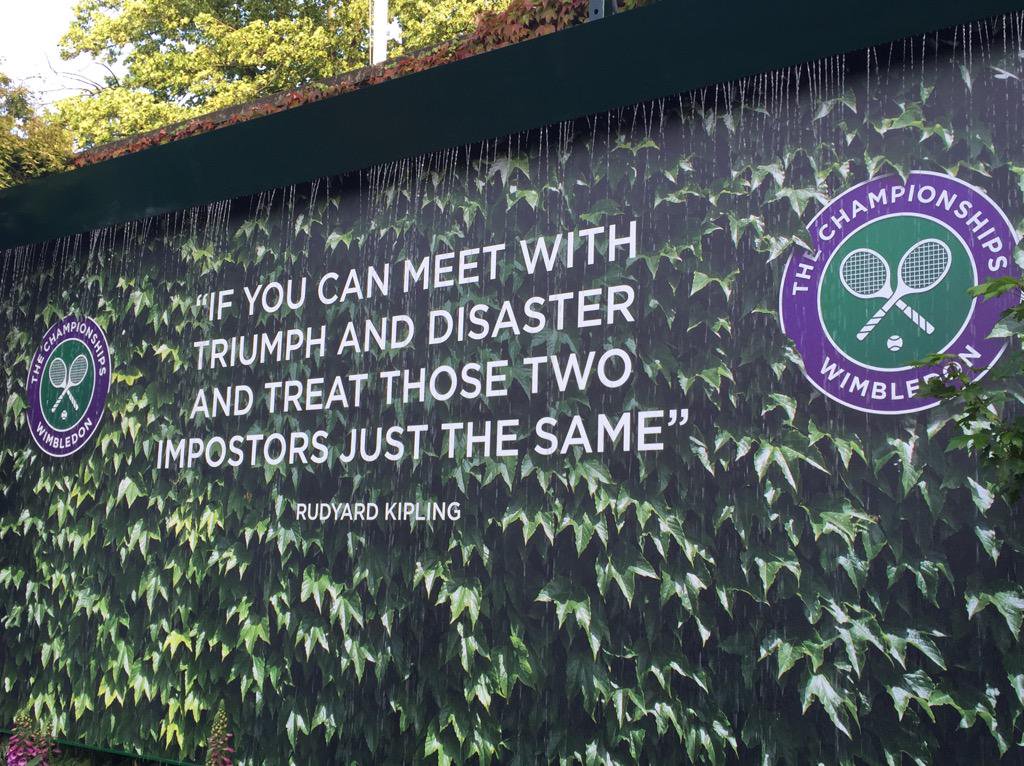 THE CHAMPIONSHIPS
WIMBLEDON
“IF YOU CAN MEET WITH
TRIUMPH AND DISASTER
AND TREAT THOSE TWO
IMPOSTORS JUST THE SAME”
RUDYARD KIPLING
THE CHAMPIONSHIPS
WIMBLEDON